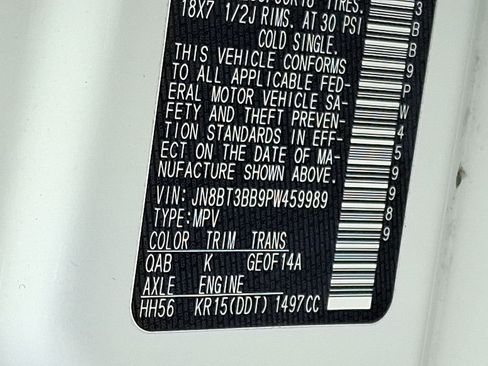 TIRES.
18X7 1/2J RIMS. AT 30 PSI
COLD SINGLE.
THIS VEHICLE CONFORMS
TO ALL APPLICABLE FED-
ERAL MOTOR VEHICLE SA-
FETY AND THEFT PREVEN-
TION STANDARDS IN EFF-
ECT ON THE DATE OF MA-
NUFACTURE SHOWN ABOVE.
VIN: JN8BT3BB9PW459989
TYPE:MPV
COLOR TRIM TRANS
QAB K GE0F14A
AXLE ENGINE
HH56 KR15(DDT) 1497CC
3BB9PW459989